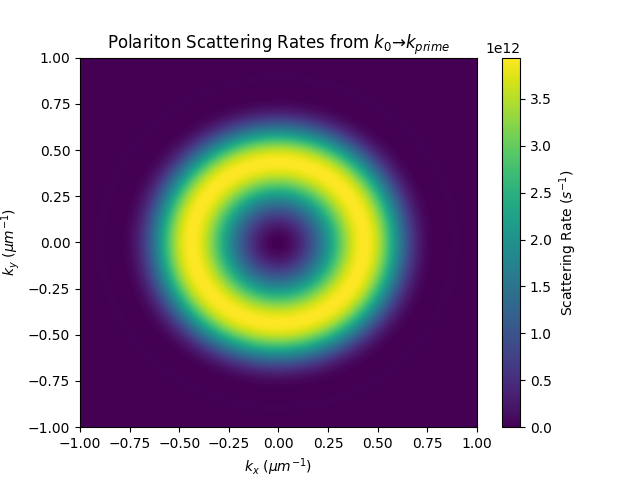 Polariton Scattering Rates from k₀→k_prime
1e12
1.00
0.75
0.50
0.25
0.00
−0.25
−0.50
−0.75
−1.00
k_y (μm⁻¹)
−1.00 −0.75 −0.50 −0.25 0.00 0.25 0.50 0.75 1.00
k_x (μm⁻¹)
3.5
3.0
2.5
2.0
1.5
1.0
0.5
0.0
Scattering Rate (s⁻¹)